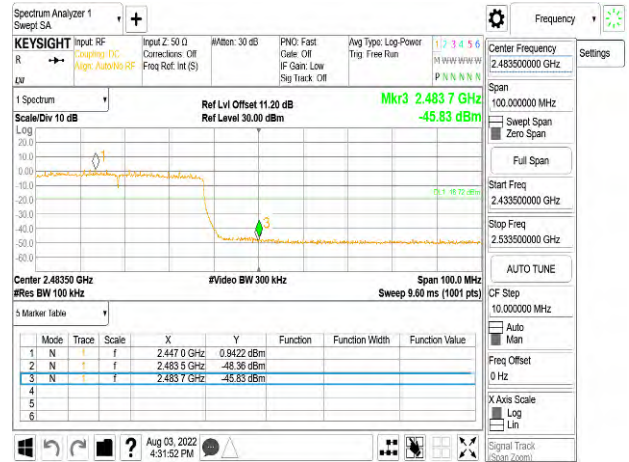 Spectrum Analyzer 1
Swept SA
Frequency
Settings
KEYSIGHT
R
Input: RF
Coupling: DC
Align: Auto/No RF
Input Z: 50 Ω
Corrections: Off
Freq Ref: Int (S)
#Atten: 30 dB
PNO: Fast
Gate: Off
IF Gain: Low
Sig Track: Off
Avg Type: Log-Power
Trig: Free Run
1 2 3 4 5 6
M W W W W W
P N N N N N
1 Spectrum
Scale/Div 10 dB
Ref Lvl Offset 11.20 dB
Ref Level 30.00 dBm
Mkr3 2.483 7 GHz
-45.83 dBm
Log
20.0
10.0
0.00
-10.0
-20.0
-30.0
-40.0
-50.0
-60.0
1
3
Center 2.48350 GHz
#Res BW 100 kHz
#Video BW 300 kHz
Span 100.0 MHz
Sweep 9.60 ms (1001 pts)
5 Marker Table
Mode Trace Scale X Y Function Function Width Function Value
1 N 1 f 2.447 0 GHz 0.9422 dBm
2 N 1 f 2.483 5 GHz -48.36 dBm
3 N 1 f 2.483 7 GHz -45.83 dBm
4
5
6
Aug 03, 2022
4:31:52 PM
Center Frequency
2.483500000 GHz
Span
100.000000 MHz
Swept Span
Zero Span
Full Span
Start Freq
2.433500000 GHz
Stop Freq
2.533500000 GHz
AUTO TUNE
CF Step
10.000000 MHz
Auto
Man
Freq Offset
0 Hz
X Axis Scale
Log
Lin
Signal Track
(Span Zoom)